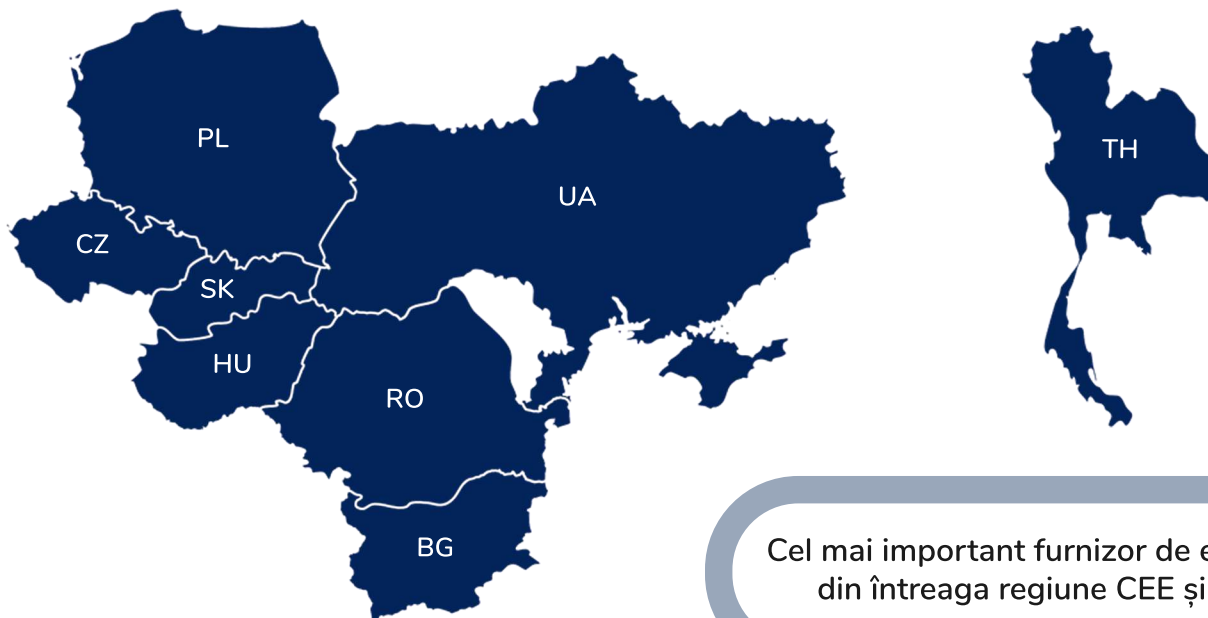 PL
UA
TH
CZ
SK
HU
RO
BG
Cel mai important furnizor de
din întreaga regiune CEE și